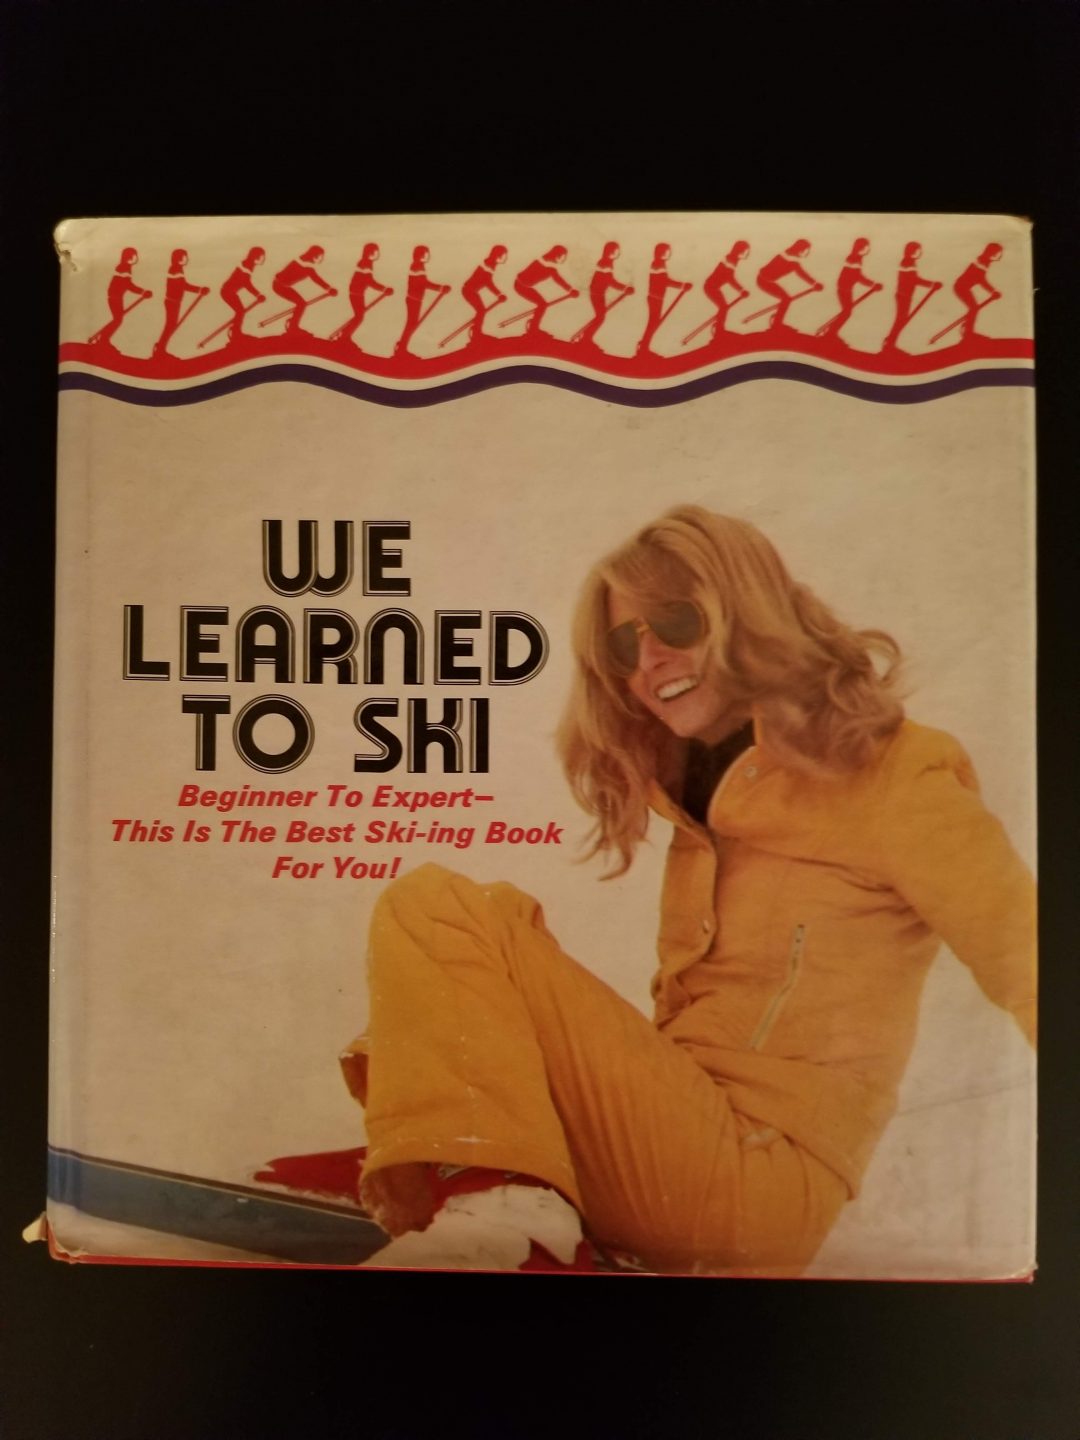 WE
LEARNED
TO SKI
Beginner To Expert—
This Is The Best Ski-ing Book
For You!